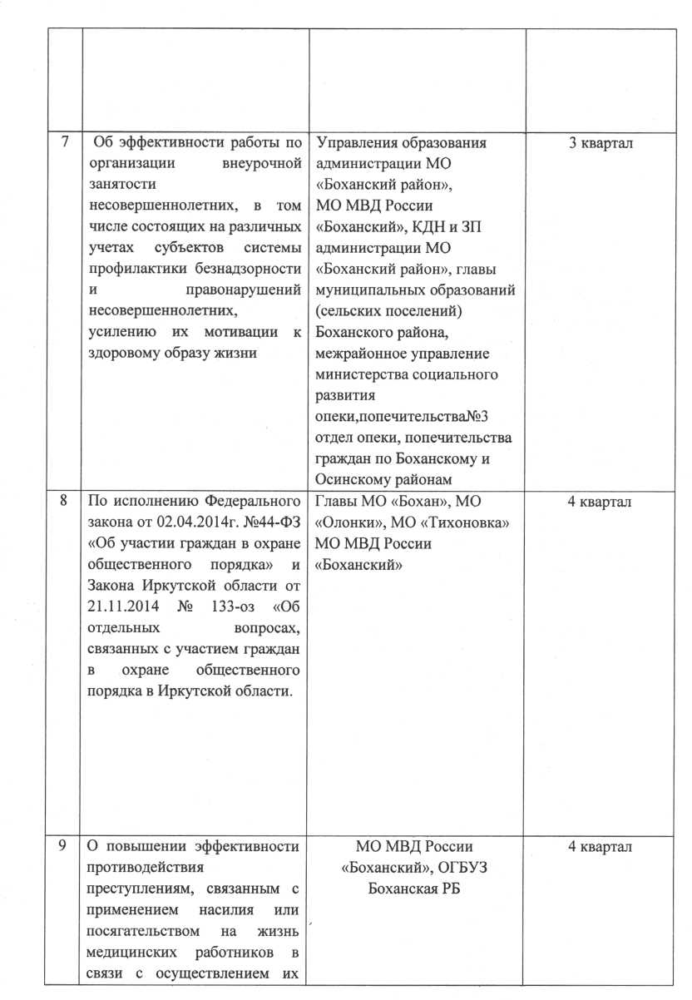 7
Об эффективности работы по
организации внеурочной
занятости
несовершеннолетних, в том
числе состоящих на различных
учетах субъектов системы
профилактики безнадзорности
и правонарушений
несовершеннолетних,
усилению их мотивации к
здоровому образу жизни
Управления образования
администрации МО
«Боханский район»,
МО МВД России
«Боханский», КДН и ЗП
администрации МО
«Боханский район», главы
муниципальных образований
(сельских поселений)
Боханского района,
межрайонное управление
министерства социального
развития
опеки,попечительства№3
отдел опеки, попечительства
граждан по Боханскому и
Осинскому районам
3 квартал
8
По исполнению Федерального
закона от 02.04.2014г. №44-ФЗ
«Об участии граждан в охране
общественного порядка» и
Закона Иркутской области от
21.11.2014 № 133-оз «Об
отдельных вопросах,
связанных с участием граждан
в охране общественного
порядка в Иркутской области.
Главы МО «Бохан», МО
«Олонки», МО «Тихоновка»
МО МВД России
«Боханский»
4 квартал
9
О повышении эффективности
противодействия
преступлениям, связанным с
применением насилия или
посягательством на жизнь
медицинских работников в
связи с осуществлением их
МО МВД России
«Боханский», ОГБУЗ
Боханская РБ
4 квартал